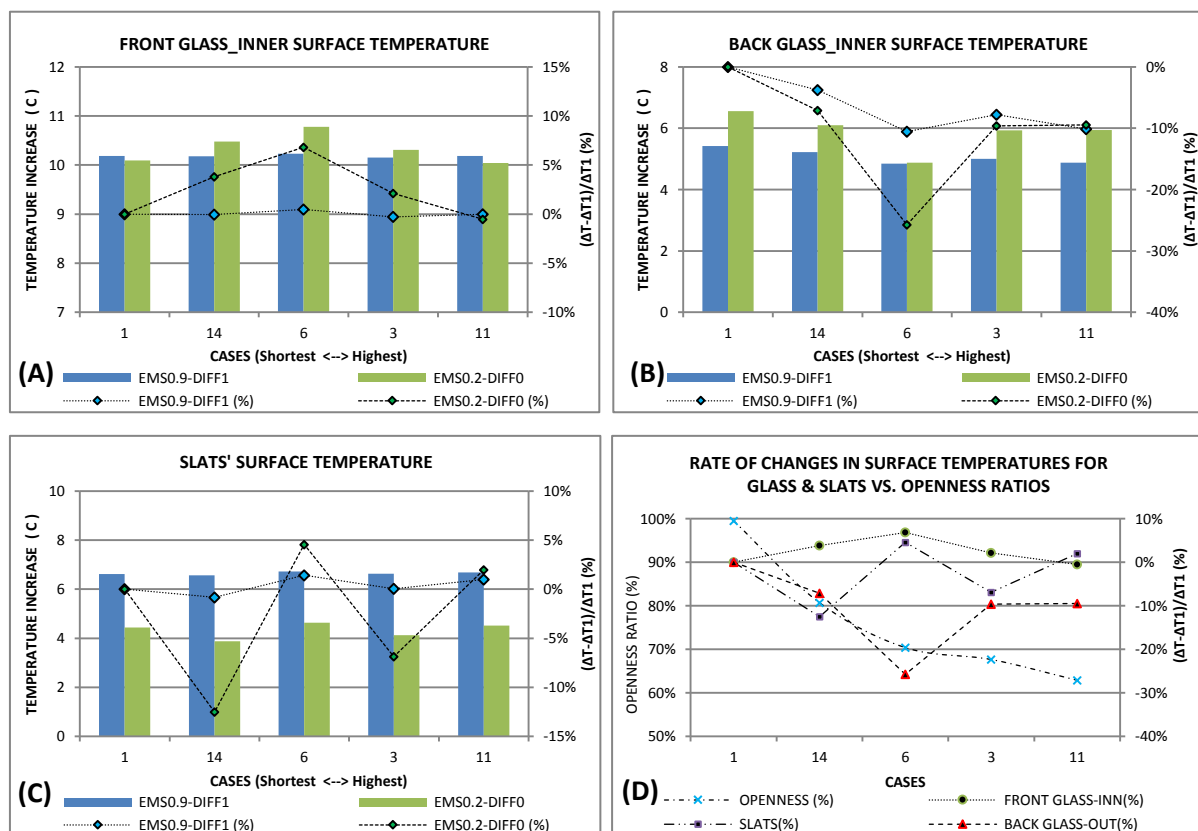 FRONT GLASS_INNER SURFACE TEMPERATURE
TEMPERATURE INCREASE ( C )
12
11
11
10
10
9
9
8
8
7
7
15%
10%
5%
0%
-5%
-10%
(ΔT-ΔT1)/ΔT1 (%)
1 14 6 3 11
CASES (Shortest <--> Highest)
(A)
EMS0.9-DIFF1 EMS0.2-DIFF0
EMS0.9-DIFF1 (%) EMS0.2-DIFF0 (%)
BACK GLASS_INNER SURFACE TEMPERATURE
TEMPERATURE INCREASE ( C )
8
6
4
2
0
0%
-10%
-20%
-30%
-40%
(ΔT-ΔT1)/ΔT1 (%)
1 14 6 3 11
CASES (Shortest <--> Highest)
(B)
EMS0.9-DIFF1 EMS0.2-DIFF0
EMS0.9-DIFF1 (%) EMS0.2-DIFF0 (%)
SLATS' SURFACE TEMPERATURE
TEMPERATURE INCREASE ( C )
10
8
6
4
2
0
10%
5%
0%
-5%
-10%
-15%
(ΔT-ΔT1)/ΔT1 (%)
1 14 6 3 11
CASES (Shortest <--> Highest)
(C)
EMS0.9-DIFF1 EMS0.2-DIFF0
EMS0.9-DIFF1 (%) EMS0.2-DIFF0 (%)
RATE OF CHANGES IN SURFACE TEMPERATURES FOR
GLASS & SLATS VS. OPENNESS RATIOS
OPENNESS RATIO (%)
100%
90%
80%
70%
60%
50%
10%
0%
-10%
-20%
-30%
-40%
(ΔT-ΔT1)/ΔT1 (%)
1 14 6 3 11
CASES
(D)
OPENNESS (%) FRONT GLASS-INN(%)
SLATS(%) BACK GLASS-OUT(%)